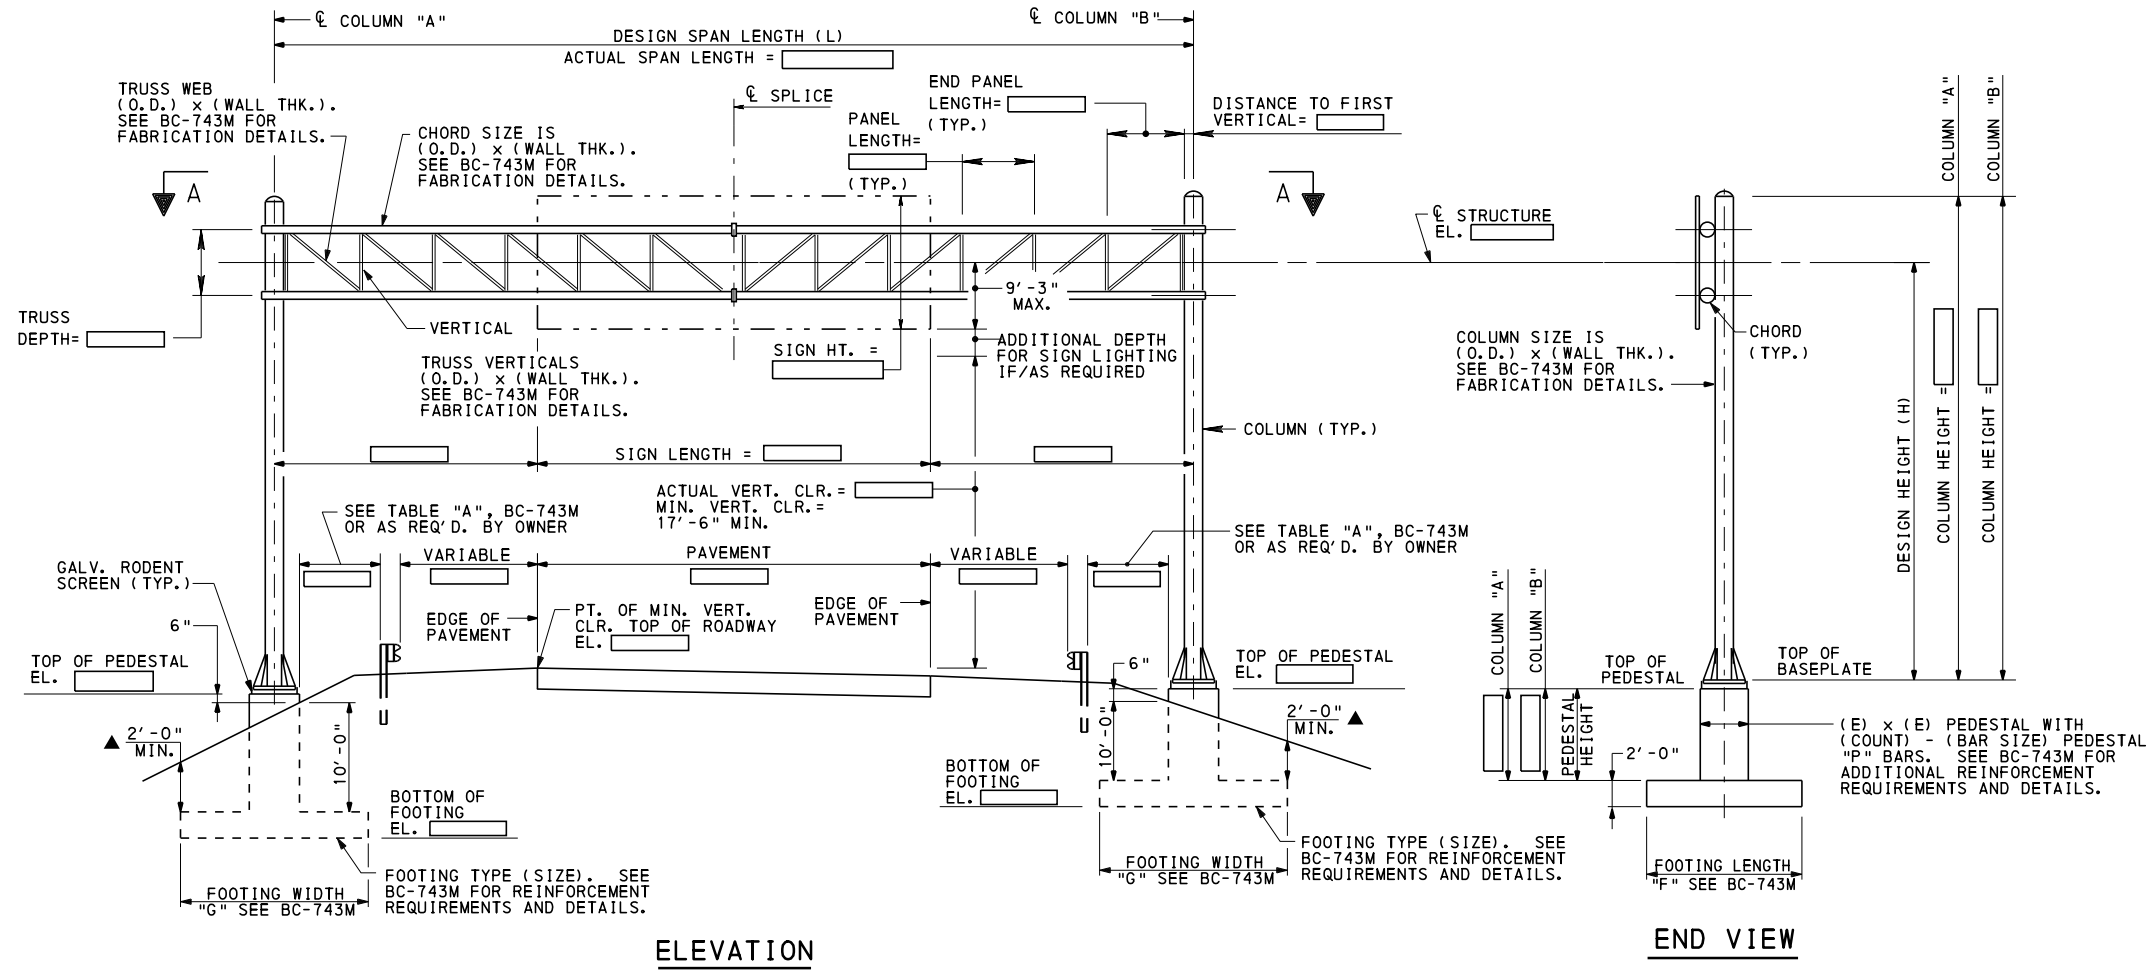 ℄ COLUMN "A"
℄ COLUMN "B"
DESIGN SPAN LENGTH (L)
ACTUAL SPAN LENGTH =
TRUSS WEB
(O.D.) x (WALL THK.).
SEE BC-743M FOR
FABRICATION DETAILS.
CHORD SIZE IS
(O.D.) x (WALL THK.).
SEE BC-743M FOR
FABRICATION DETAILS.
℄ SPLICE
PANEL
LENGTH=
(TYP.)
END PANEL
LENGTH=
(TYP.)
DISTANCE TO FIRST
VERTICAL=
A
A
℄ STRUCTURE
EL.
TRUSS
DEPTH=
VERTICAL
TRUSS VERTICALS
(O.D.) x (WALL THK.).
SEE BC-743M FOR
FABRICATION DETAILS.
SIGN HT. =
9'-3"
MAX.
ADDITIONAL DEPTH
FOR SIGN LIGHTING
IF/AS REQUIRED
COLUMN (TYP.)
SIGN LENGTH =
ACTUAL VERT. CLR.=
MIN. VERT. CLR.=
17'-6" MIN.
SEE TABLE "A", BC-743M
OR AS REQ'D. BY OWNER
SEE TABLE "A", BC-743M
OR AS REQ'D. BY OWNER
VARIABLE
PAVEMENT
VARIABLE
GALV. RODENT
SCREEN (TYP.)
6"
EDGE OF
PAVEMENT
PT. OF MIN. VERT.
CLR. TOP OF ROADWAY
EL.
EDGE OF
PAVEMENT
TOP OF PEDESTAL
EL.
6"
TOP OF PEDESTAL
EL.
▲ 2'-0"
MIN.
10'-0"
10'-0"
2'-0" ▲
MIN.
BOTTOM OF
FOOTING
EL.
BOTTOM OF
FOOTING
EL.
FOOTING TYPE (SIZE). SEE
BC-743M FOR REINFORCEMENT
REQUIREMENTS AND DETAILS.
FOOTING TYPE (SIZE). SEE
BC-743M FOR REINFORCEMENT
REQUIREMENTS AND DETAILS.
FOOTING WIDTH
"G" SEE BC-743M
FOOTING WIDTH
"G" SEE BC-743M
ELEVATION
COLUMN "A"
COLUMN "B"
COLUMN SIZE IS
(O.D.) x (WALL THK.).
SEE BC-743M FOR
FABRICATION DETAILS.
CHORD
(TYP.)
DESIGN HEIGHT (H)
COLUMN HEIGHT =
COLUMN HEIGHT =
COLUMN "A"
COLUMN "B"
TOP OF
PEDESTAL
TOP OF
BASEPLATE
PEDESTAL
HEIGHT
2'-0"
(E) x (E) PEDESTAL WITH
(COUNT) - (BAR SIZE) PEDESTAL
"P" BARS. SEE BC-743M FOR
ADDITIONAL REINFORCEMENT
REQUIREMENTS AND DETAILS.
FOOTING LENGTH
"F" SEE BC-743M
END VIEW